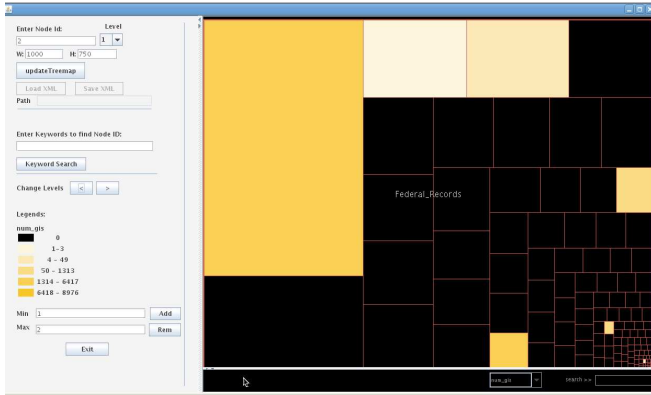 Enter Node Id:
Level
2
1
W: 1000 H: 750
updateTreemap
Load XML Save XML
Path
Enter Keywords to find Node ID:
Keyword Search
Change Levels < >
Legends:
num_gis
0
1-3
4 - 49
50 - 1313
1314 - 6417
6418 - 8976
Min 1 Add
Max 2 Rem
Exit
Federal_Records
num_gis search >>